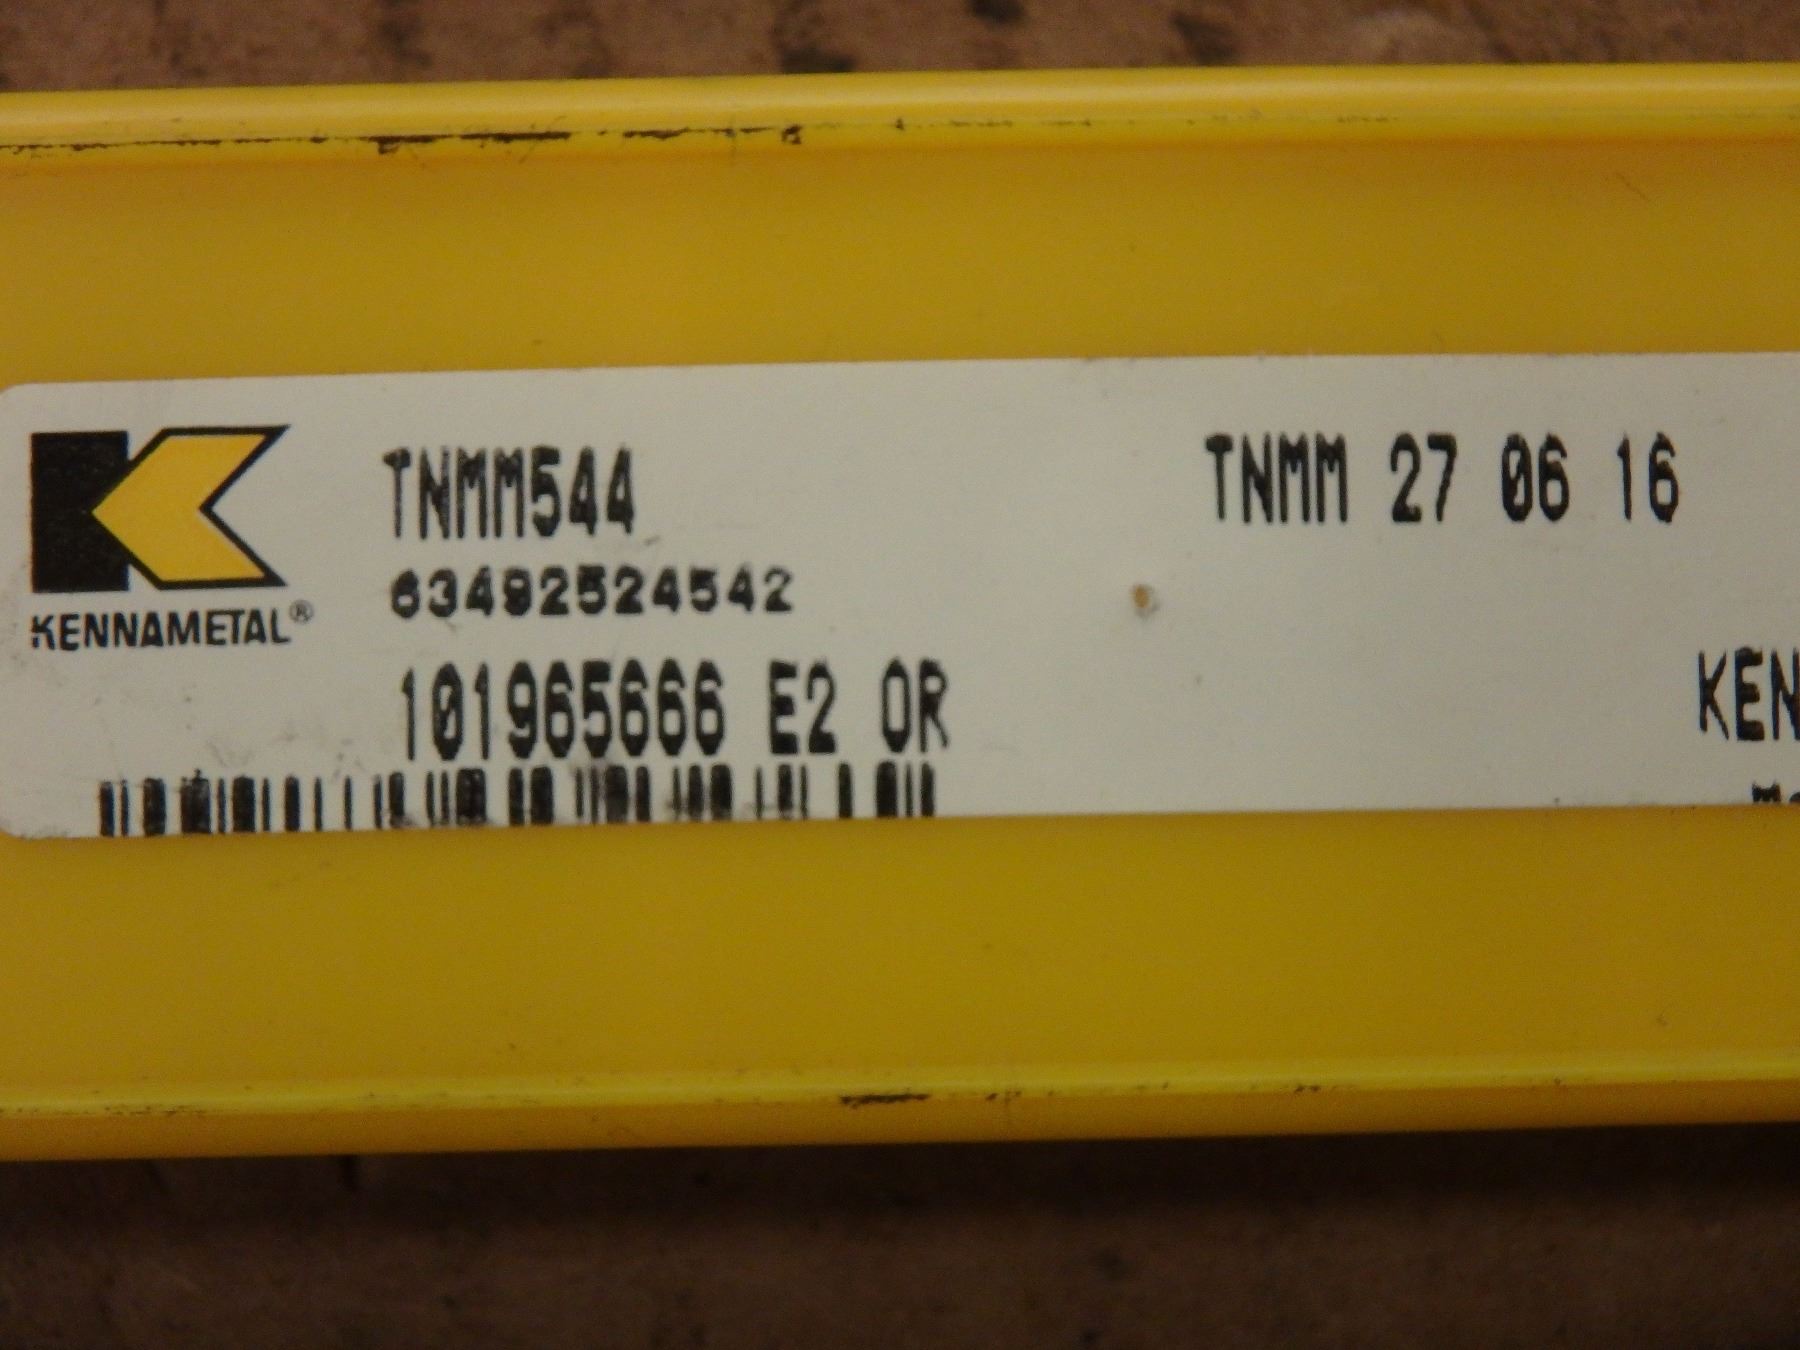 TNMM544
TNMM 27 06 16
63492524542
101965666 E2 OR
KEN
KENNAMETAL®